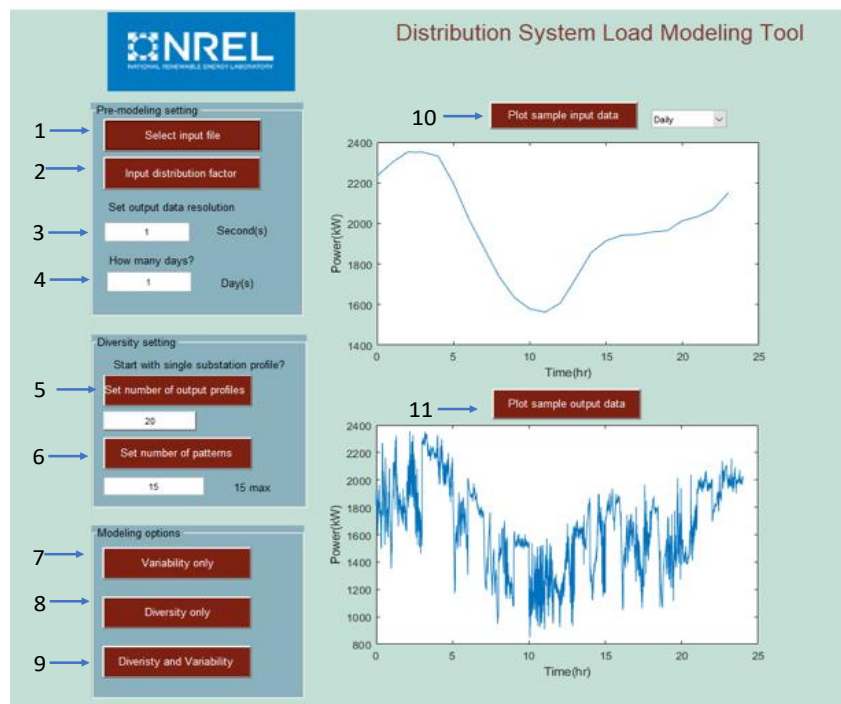 NREL
NATIONAL RENEWABLE ENERGY LABORATORY
Distribution System Load Modeling Tool
Pre-modeling setting
1 Select input file
2 Input distribution factor
Set output data resolution
3 1 Second(s)
How many days?
4 1 Day(s)
Diversity setting
Start with single substation profile?
5 Set number of output profiles
20
6 Set number of patterns
15 15 max
Modeling options
7 Variability only
8 Diversity only
9 Diveristy and Variability
10 Plot sample input data Daily
2400
2200
2000
1800
1600
1400
Power(kW)
0 5 10 15 20 25
Time(hr)
11 Plot sample output data
2400
2200
2000
1800
1600
1400
1200
1000
800
Power(kW)
0 5 10 15 20 25
Time(hr)